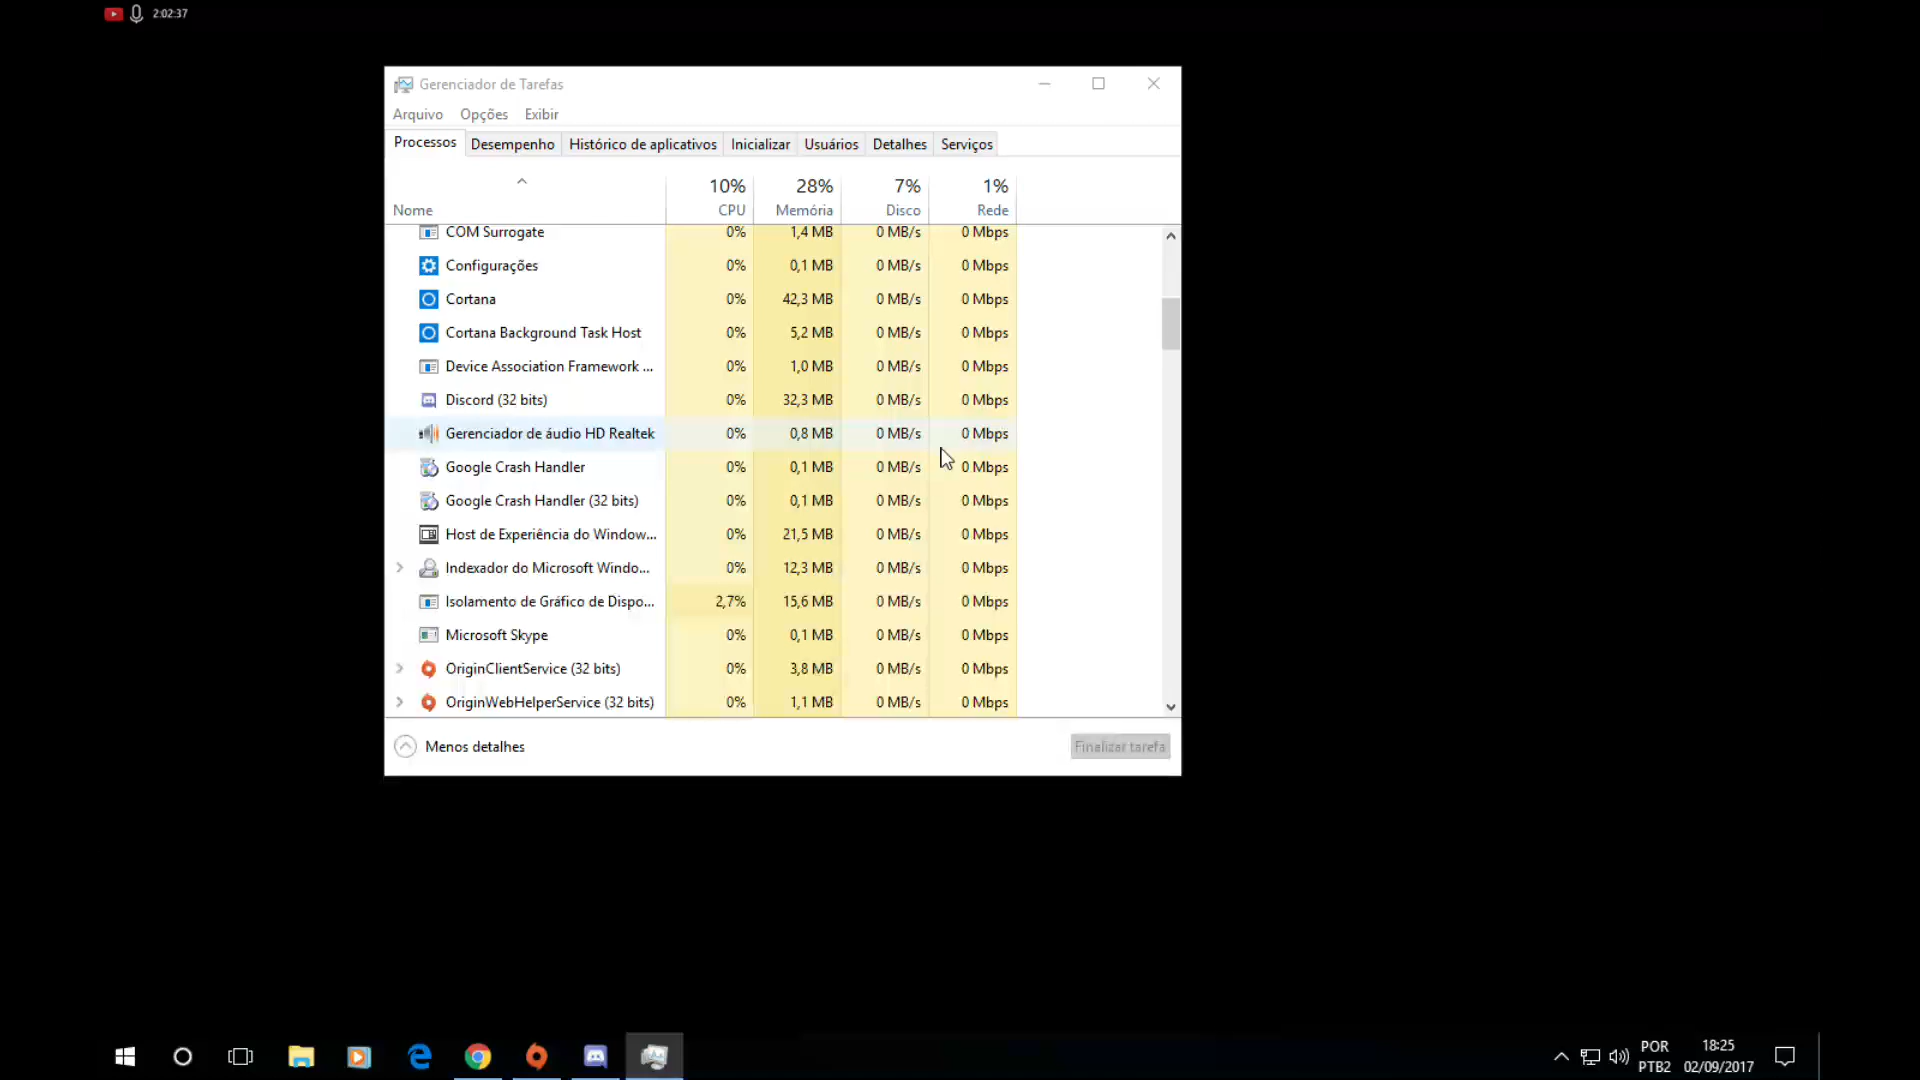 2:02:37
Gerenciador de Tarefas
Arquivo Opções Exibir
Processos Desempenho Histórico de aplicativos Inicializar Usuários Detalhes Serviços
10% 28% 7% 1%
Nome CPU Memória Disco Rede
COM Surrogate 0% 1,4 MB 0 MB/s 0 Mbps
Configurações 0% 0,1 MB 0 MB/s 0 Mbps
Cortana 0% 42,3 MB 0 MB/s 0 Mbps
Cortana Background Task Host 0% 5,2 MB 0 MB/s 0 Mbps
Device Association Framework ... 0% 1,0 MB 0 MB/s 0 Mbps
Discord (32 bits) 0% 32,3 MB 0 MB/s 0 Mbps
Gerenciador de áudio HD Realtek 0% 0,8 MB 0 MB/s 0 Mbps
Google Crash Handler 0% 0,1 MB 0 MB/s 0 Mbps
Google Crash Handler (32 bits) 0% 0,1 MB 0 MB/s 0 Mbps
Host de Experiência do Window... 0% 21,5 MB 0 MB/s 0 Mbps
Indexador do Microsoft Windo... 0% 12,3 MB 0 MB/s 0 Mbps
Isolamento de Gráfico de Dispo... 2,7% 15,6 MB 0 MB/s 0 Mbps
Microsoft Skype 0% 0,1 MB 0 MB/s 0 Mbps
OriginClientService (32 bits) 0% 3,8 MB 0 MB/s 0 Mbps
OriginWebHelperService (32 bits) 0% 1,1 MB 0 MB/s 0 Mbps
Menos detalhes Finalizar tarefa
POR 18:25
PTB2 02/09/2017